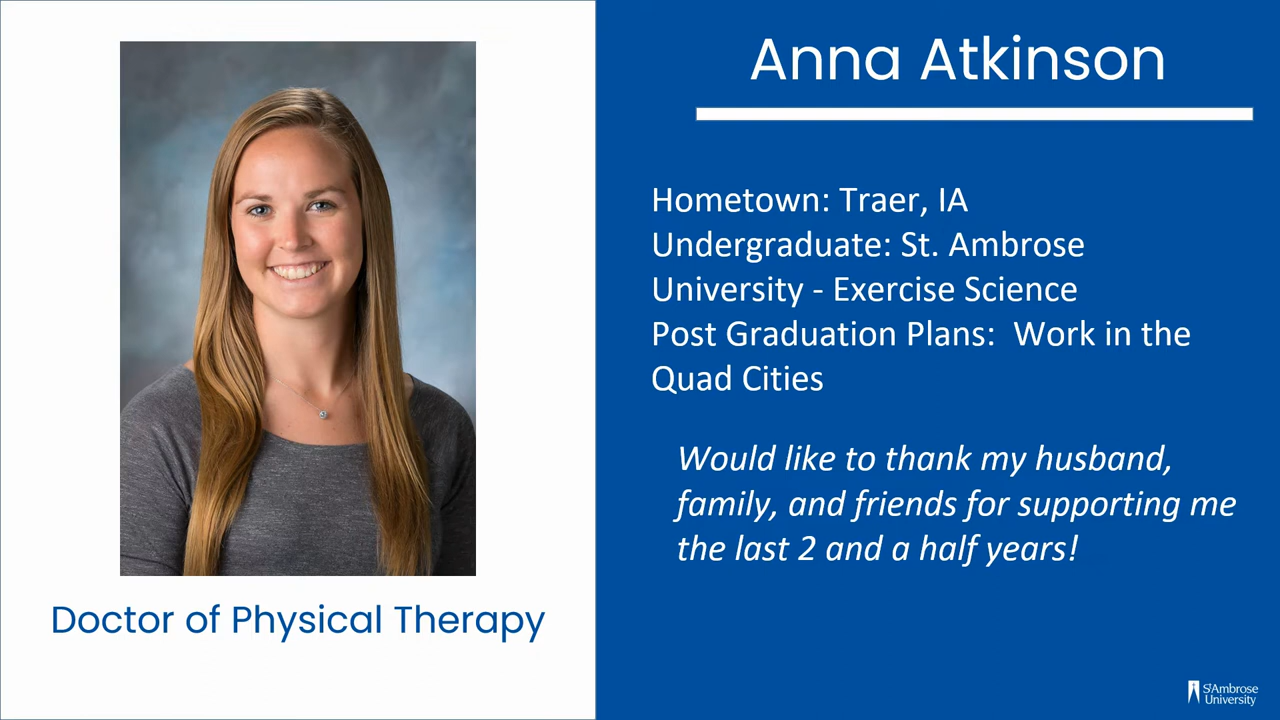 Anna Atkinson
Hometown: Traer, IA
Undergraduate: St. Ambrose
University - Exercise Science
Post Graduation Plans:  Work in the
Quad Cities
Would like to thank my husband,
family, and friends for supporting me
the last 2 and a half years!
Doctor of Physical Therapy
St Ambrose
University